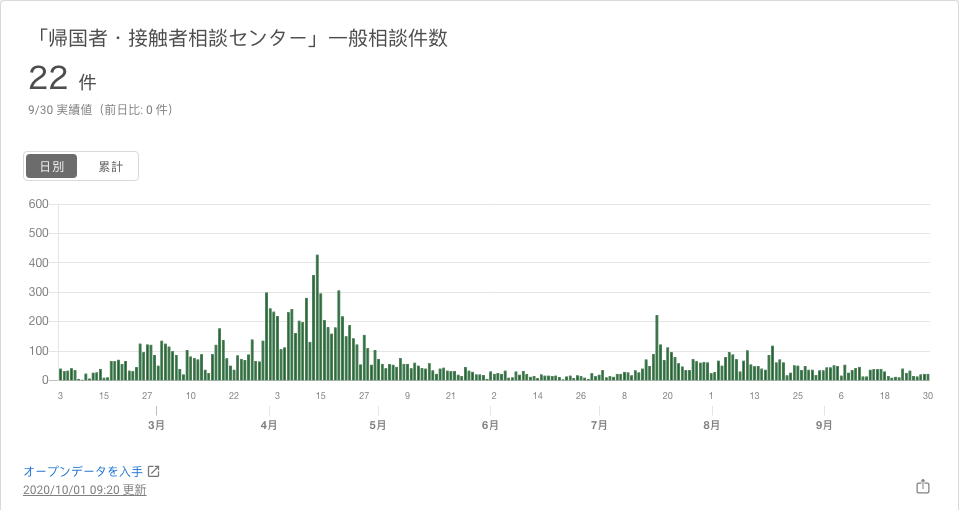 「帰国者・接触者相談センター」一般相談件数
22 件
9/30 実績値（前日比: 0 件）
日別 累計
600
500
400
300
200
100
0
3 15 27 10 22 3 15 27 9 21 2 14 26 8 20 1 13 25 6 18 30
3月 4月 5月 6月 7月 8月 9月
オープンデータを入手
2020/10/01 09:20 更新